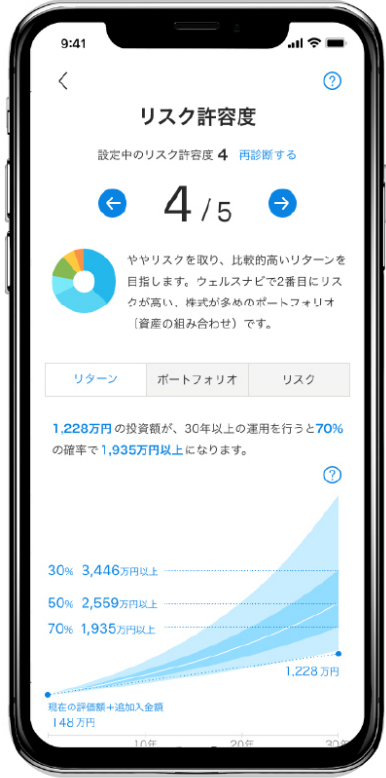 9:41
リスク許容度
設定中のリスク許容度 4 再診断する
4 / 5
ややリスクを取り、比較的高いリターンを
目指します。ウェルスナビで2番目にリス
クが高い、株式が多めのポートフォリオ
（資産の組み合わせ）です。
リターン ポートフォリオ リスク
1,228万円の投資額が、30年以上の運用を行うと70%
の確率で1,935万円以上になります。
?
30% 3,446万円以上
50% 2,559万円以上
70% 1,935万円以上
1,228 万円
現在の評価額＋追加入金額
148 万円
10年 20年 30年